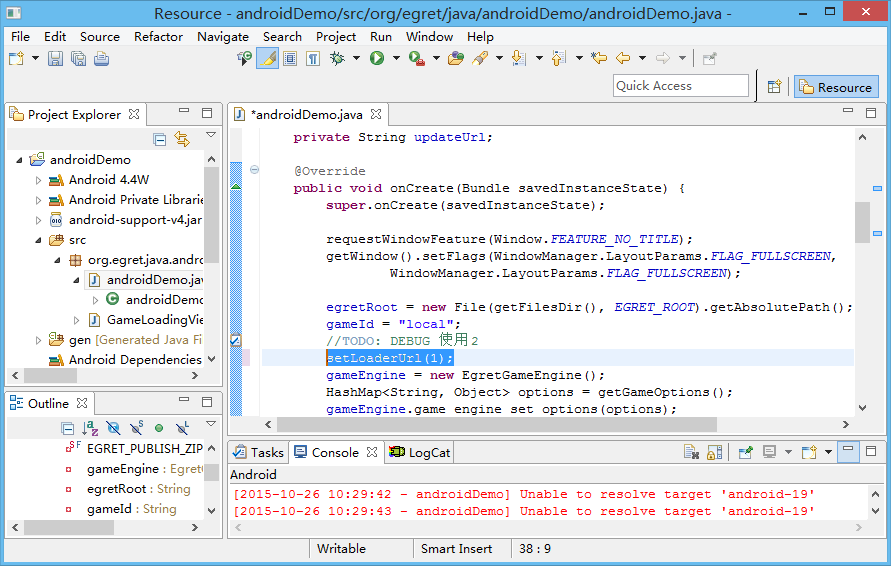 Resource - androidDemo/src/org/egret/java/androidDemo/androidDemo.java -
File Edit Source Refactor Navigate Search Project Run Window Help
Quick Access
Resource
Project Explorer
androidDemo
Android 4.4W
Android Private Librarie
android-support-v4.jar
src
org.egret.java.andro
androidDemo.jav
androidDemo
GameLoadingVie
gen [Generated Java Fi
Android Dependencies
Outline
EGRET_PUBLISH_ZIP
gameEngine : EgretG
egretRoot : String
gameId : String
*androidDemo.java
private String updateUrl;
@Override
public void onCreate(Bundle savedInstanceState) {
super.onCreate(savedInstanceState);
requestWindowFeature(Window.FEATURE_NO_TITLE);
getWindow().setFlags(WindowManager.LayoutParams.FLAG_FULLSCREEN,
WindowManager.LayoutParams.FLAG_FULLSCREEN);
egretRoot = new File(getFilesDir(), EGRET_ROOT).getAbsolutePath();
gameId = "local";
//TODO: DEBUG 使用2
setLoaderUrl(1);
gameEngine = new EgretGameEngine();
HashMap<String, Object> options = getGameOptions();
gameEngine.game_engine_set_options(options);
Tasks Console LogCat
Android
[2015-10-26 10:29:42 - androidDemo] Unable to resolve target 'android-19'
[2015-10-26 10:29:43 - androidDemo] Unable to resolve target 'android-19'
Writable Smart Insert 38 : 9